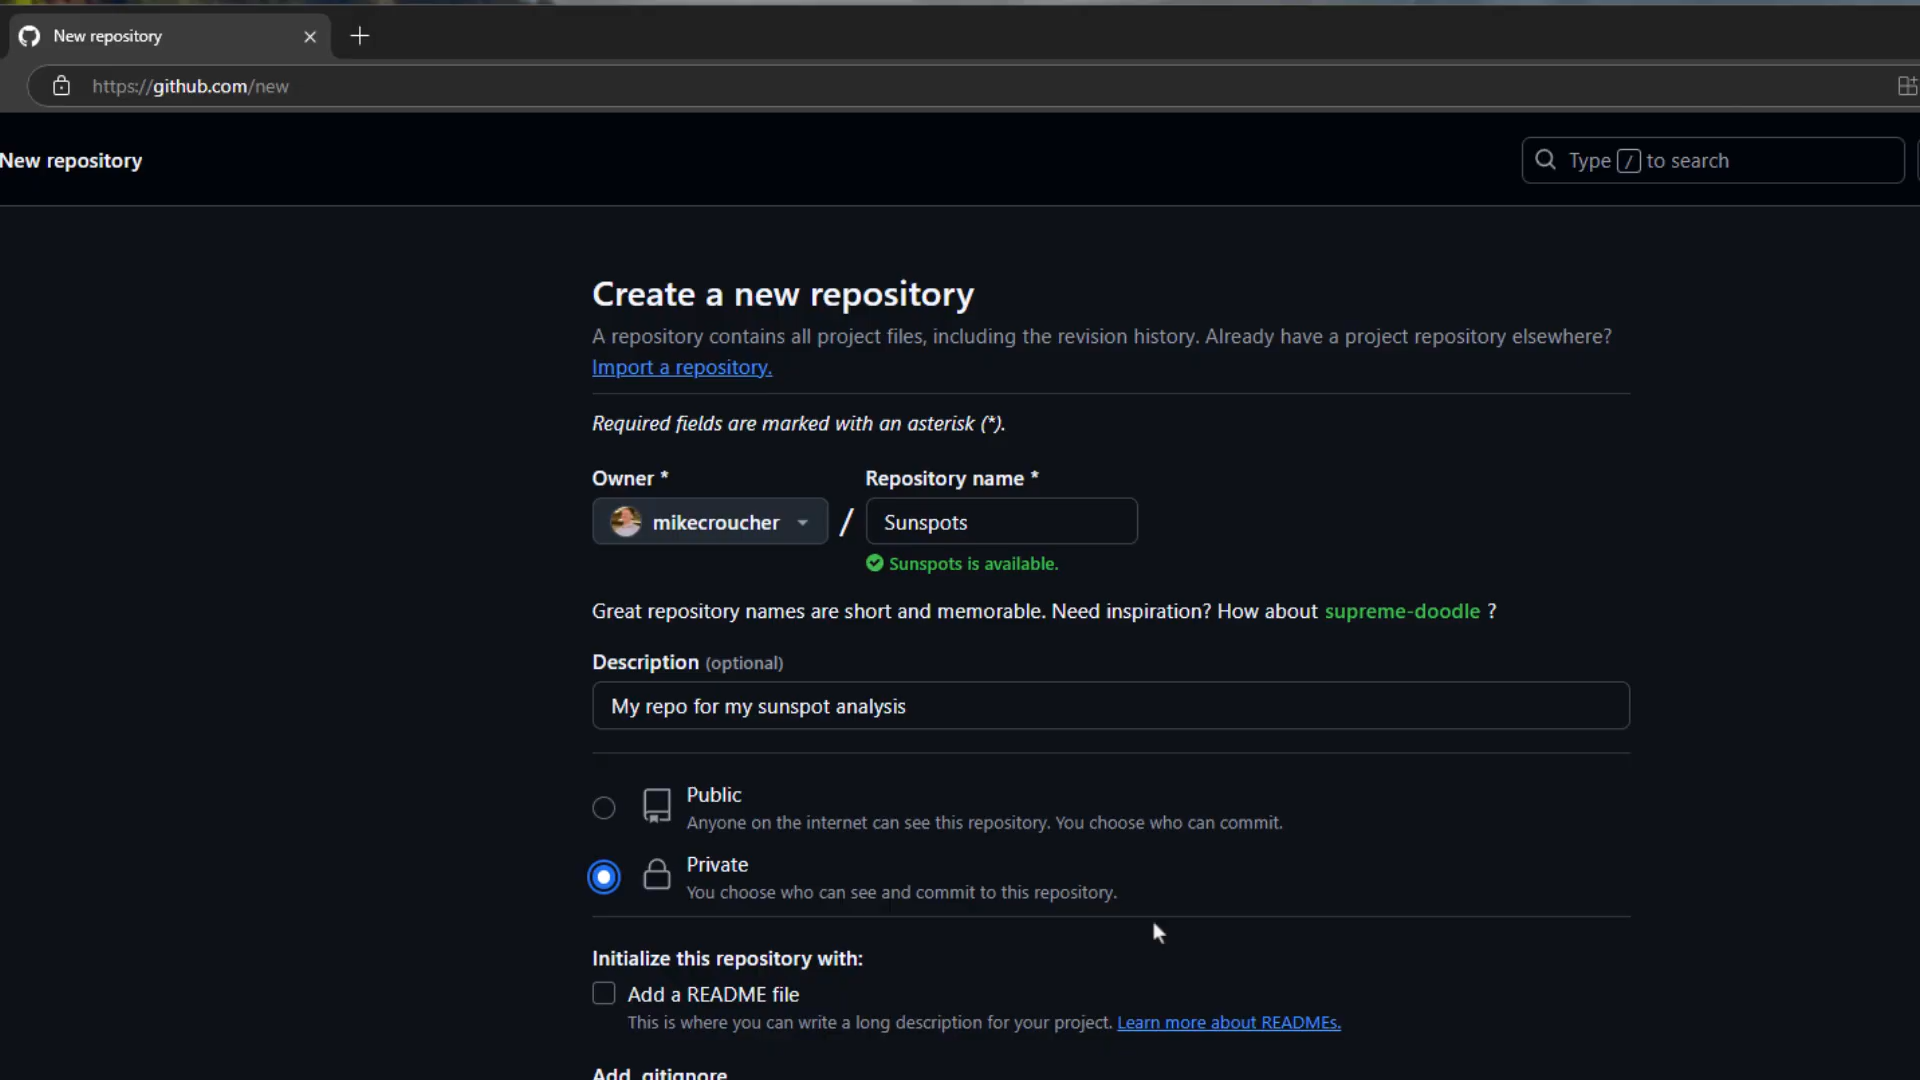 New repository
https://github.com/new
New repository
Type / to search
Create a new repository
A repository contains all project files, including the revision history. Already have a project repository elsewhere?
Import a repository.
Required fields are marked with an asterisk (*).
Owner * Repository name *
mikecroucher / Sunspots
Sunspots is available.
Great repository names are short and memorable. Need inspiration? How about supreme-doodle ?
Description (optional)
My repo for my sunspot analysis
Public
Anyone on the internet can see this repository. You choose who can commit.
Private
You choose who can see and commit to this repository.
Initialize this repository with:
Add a README file
This is where you can write a long description for your project. Learn more about READMEs.
Add .gitignore